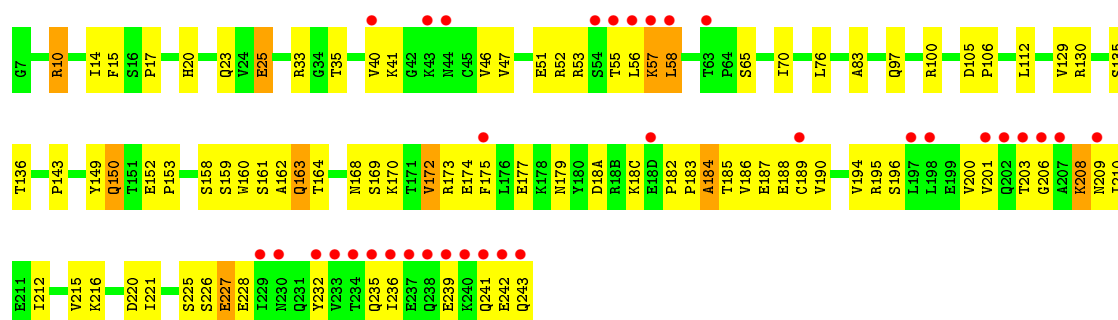 G7 R10 I14 F15 S16 P17 H20 Q23 V24 E25 R33 G34 T35 V40 K41 G42 K43 N44 C45 V46 V47 E51 R52 R53 S54 T55 L56 K57 L58 T63 P64 S65 I70 L76 A83 Q97 R100 D105 P106 L112 V129 R130 S135
T136 P143 Y149 Q150 T151 E152 P153 S158 S159 W160 S161 A162 Q163 T164 N168 S169 K170 T171 V172 R173 E174 F175 L176 E177 K178 N179 Y180 D18A R18B K18C E18D P182 P183 A184 T185 V186 E187 E188 C189 V190 V194 R195 S196 L197 L198 E199 V200 V201 Q202 T203 G206 A207 K208 N209 I210
E211 I212 V215 K216 D220 I221 S225 S226 E227 E228 I229 N230 Q231 Y232 V233 T234 Q235 I236 E237 Q238 E239 K240 Q241 E242 Q243